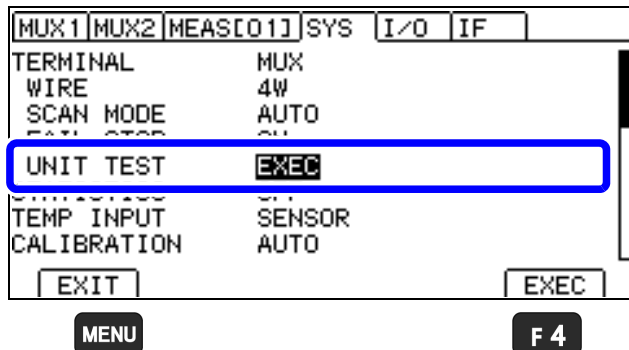 MUX1 MUX2 MEAS[01] SYS I/O IF
TERMINAL MUX
WIRE 4W
SCAN MODE AUTO
UNIT TEST EXEC
TEMP INPUT SENSOR
CALIBRATION AUTO
EXIT EXEC
MENU F 4